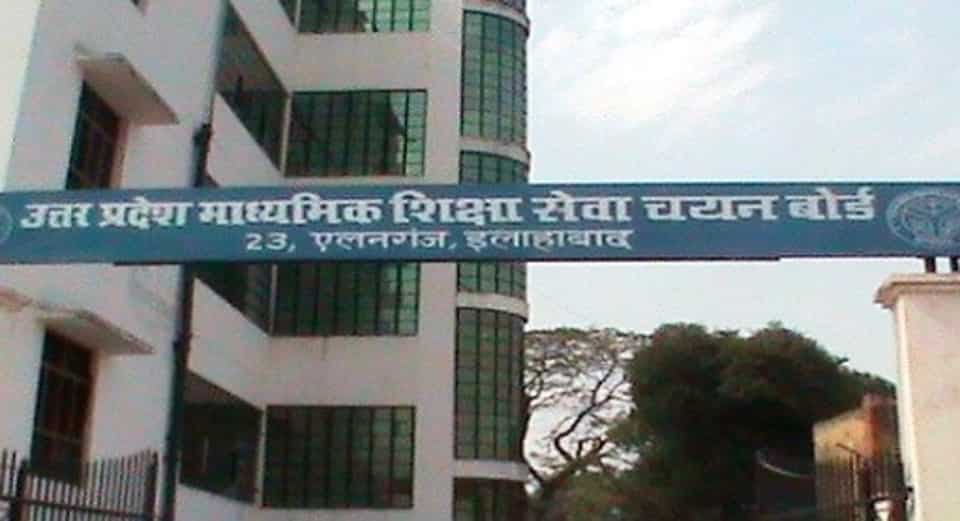 उत्तर प्रदेश माध्यमिक शिक्षा सेवा चयन बोर्ड
23, एलनगंज, इलाहाबाद